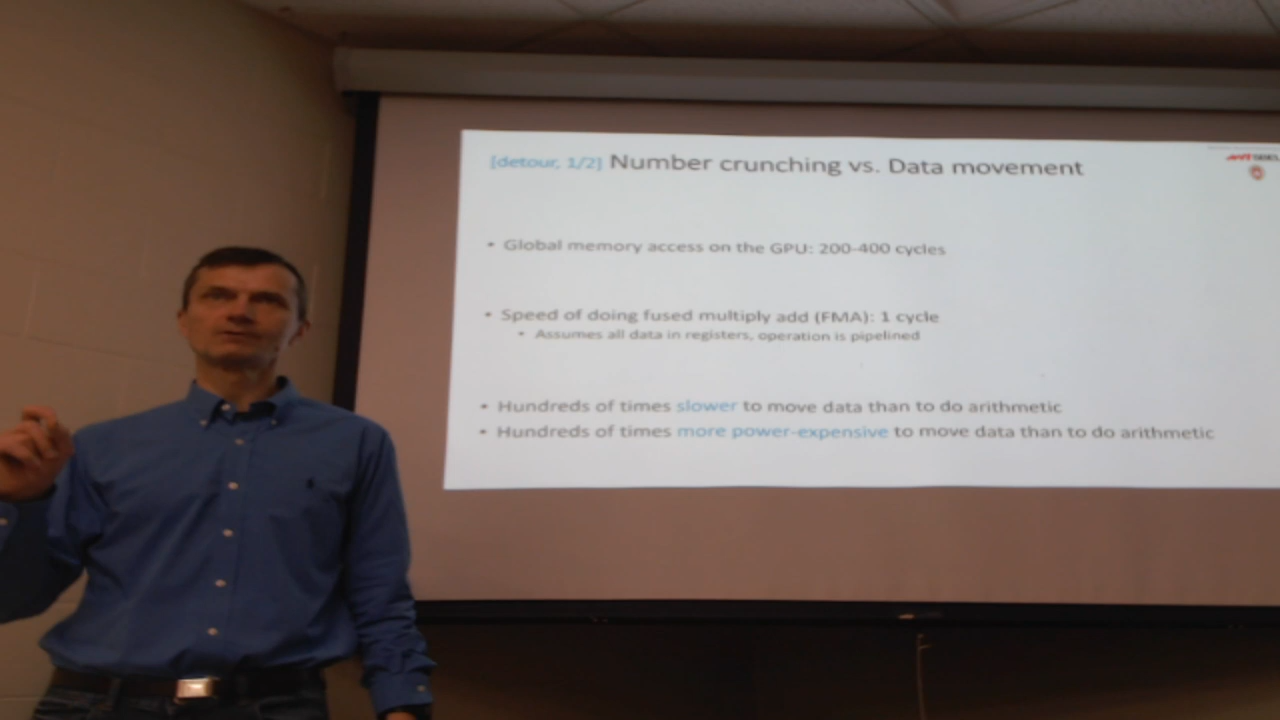 [detour, 1/2] Number crunching vs. Data movement
• Global memory access on the GPU: 200-400 cycles
• Speed of doing fused multiply add (FMA): 1 cycle
• Assumes all data in registers, operation is pipelined
• Hundreds of times slower to move data than to do arithmetic
• Hundreds of times more power-expensive to move data than to do arithmetic